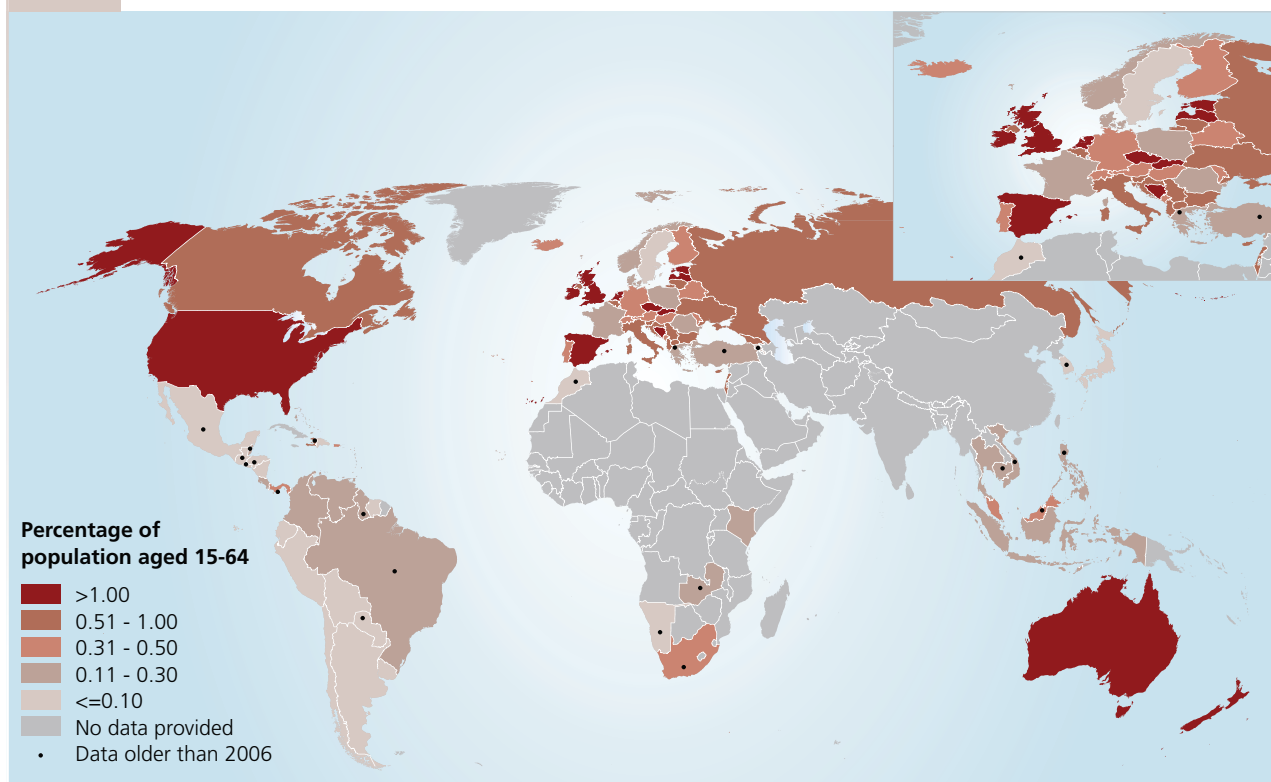 Percentage of
population aged 15-64
>1.00
0.51 - 1.00
0.31 - 0.50
0.11 - 0.30
<=0.10
No data provided
• Data older than 2006